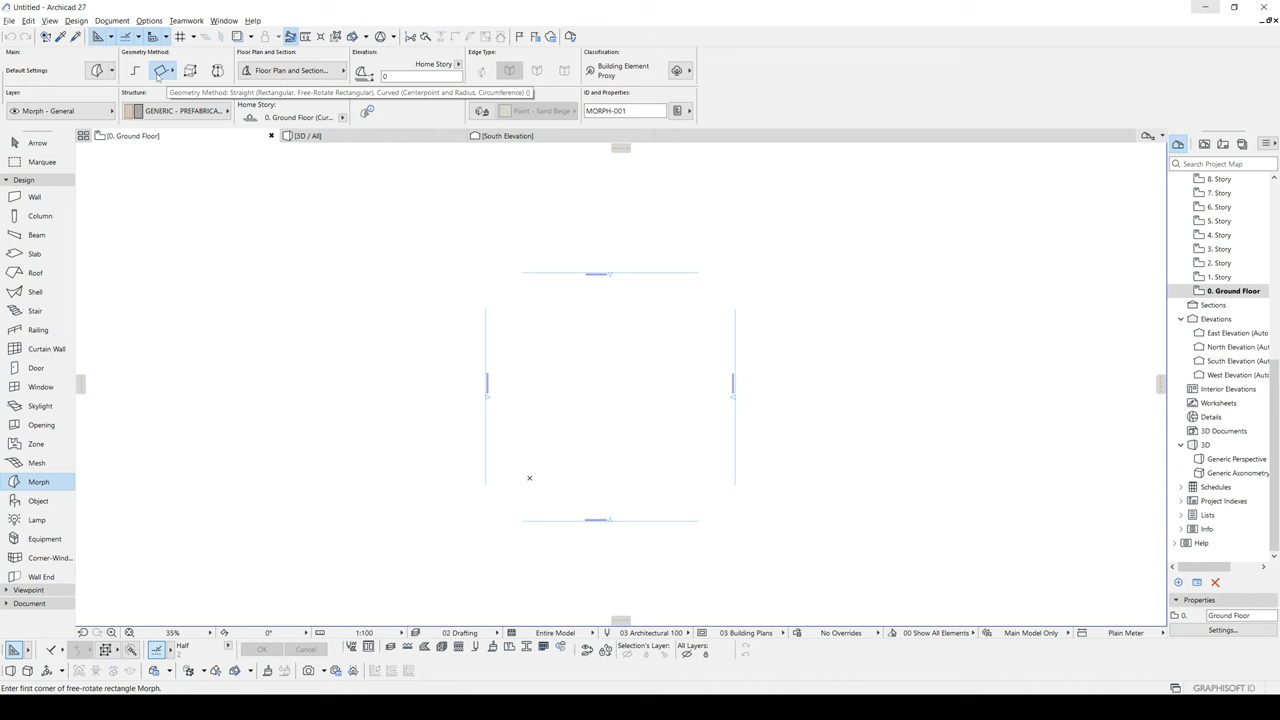 Untitled - Archicad 27
File Edit View Design Document Options Teamwork Window Help
Main: Geometry Method: Floor Plan and Section: Elevation: Edge Type: Classification:
Default Settings Floor Plan and Section... Home Story 0 Building Element Proxy
Geometry Method: Straight (Rectangular, Free-Rotate Rectangular), Curved (Centerpoint and Radius, Circumference) ()
Layer: Structure: Home Story: ID and Properties:
Morph - General GENERIC - PREFABRICA... 0. Ground Floor (Cur... Paint - Sand Beige MORPH-001
[0. Ground Floor] [3D / All] [South Elevation]
Arrow
Marquee
Design
Wall
Column
Beam
Slab
Roof
Shell
Stair
Railing
Curtain Wall
Door
Window
Skylight
Opening
Zone
Mesh
Morph
Object
Lamp
Equipment
Corner-Wind...
Wall End
Viewpoint
Document
Search Project Map
8. Story
7. Story
6. Story
5. Story
4. Story
3. Story
2. Story
1. Story
0. Ground Floor
Sections
Elevations
East Elevation (Auto
North Elevation (Aut
South Elevation (Aut
West Elevation (Auto
Interior Elevations
Worksheets
Details
3D Documents
3D
Generic Perspective
Generic Axonometry
Schedules
Project Indexes
Lists
Info
Help
Properties
0. Ground Floor
Settings...
35% 0° 1:100 02 Drafting Entire Model 03 Architectural 100 03 Building Plans No Overrides 00 Show All Elements Main Model Only Plain Meter
Half
2
OK Cancel
Selection's Layer: All Layers:
Enter first corner of free-rotate rectangle Morph.
GRAPHISOFT ID